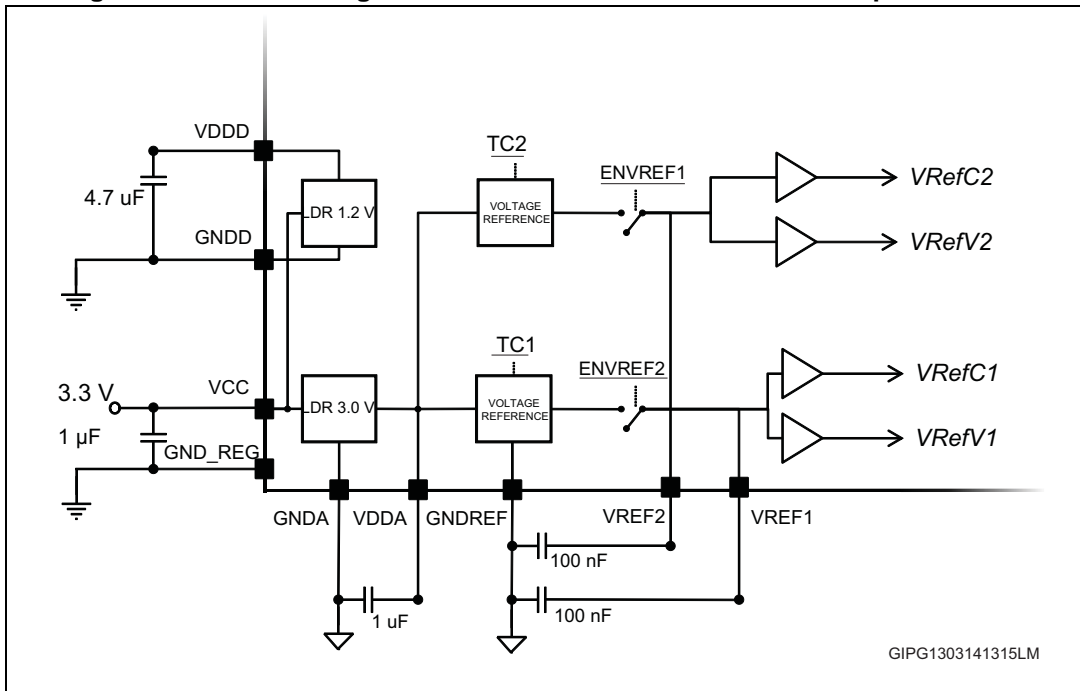 VDDD
TC2
ENVREF1
VRefC2
4.7 uF
LDR 1.2 V
VOLTAGE
REFERENCE
VRefV2
GNDD
TC1
ENVREF2
VRefC1
3.3 V
VCC
LDR 3.0 V
VOLTAGE
REFERENCE
1 µF
GND_REG
VRefV1
GNDA
VDDA
GNDREF
VREF2
VREF1
100 nF
100 nF
1 uF
GIPG1303141315LM